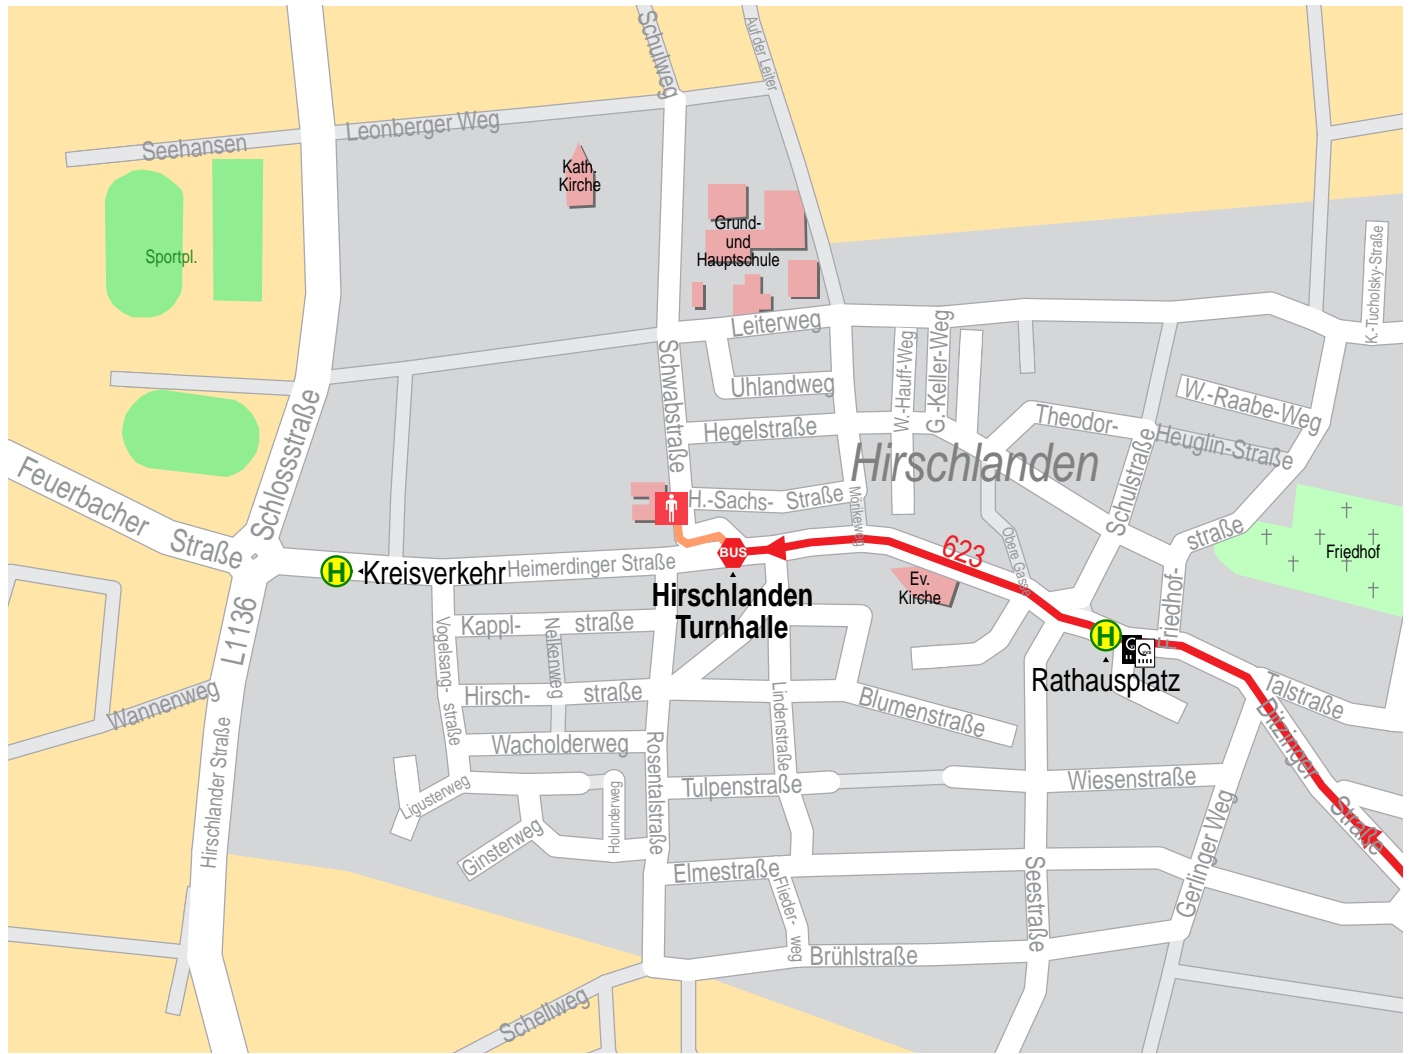 Schulweg
Auf der Leiter
Leonberger Weg
Seehansen
Kath.
Kirche
Sportpl.
Grund-
und
Hauptschule
K.-Tucholsky-Straße
Leiterweg
W.-Hauff-Weg
G.-Keller-Weg
Uhlandweg
W.-Raabe-Weg
Schwabstraße
Hegelstraße
Theodor-
Heuglin-Straße
Hirschlanden
Schlossstraße
Schulstraße
Feuerbacher Straße
H.-Sachs- Straße
Mörikeweg
Obere Gasse
Friedhof-
straße
Friedhof
623
BUS
H
Kreisverkehr
Heimerdinger Straße
Hirschlanden
Turnhalle
Ev.
Kirche
L1136
Vogelsang-
straße
Kappl- straße
Nelkenweg
H
Rathausplatz
Hirsch- straße
Wannenweg
Hirschlander Straße
Lindenstraße
Blumenstraße
Talstraße
Ditzinger Straße
Wacholderweg
Rosentalstraße
Tulpenstraße
Wiesenstraße
Ligusterweg
Holunderweg
Ginsterweg
Gerlinger Weg
Elmestraße
Flieder-
weg
Seestraße
Brühlstraße
Schellweg